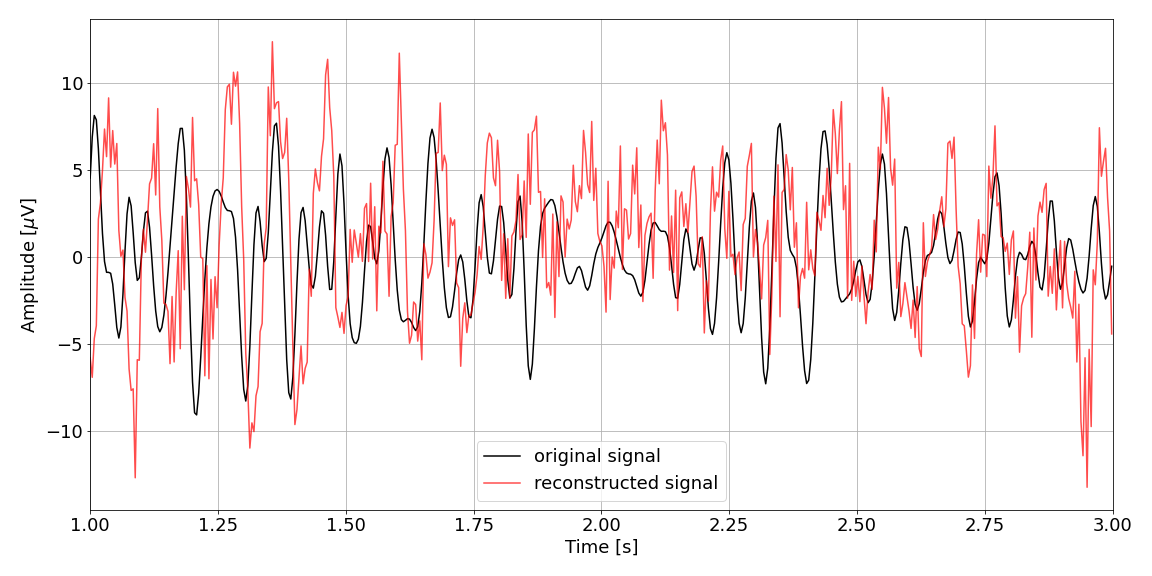 Amplitude [μV]
10
5
0
−5
−10
original signal
reconstructed signal
1.00 1.25 1.50 1.75 2.00 2.25 2.50 2.75 3.00
Time [s]